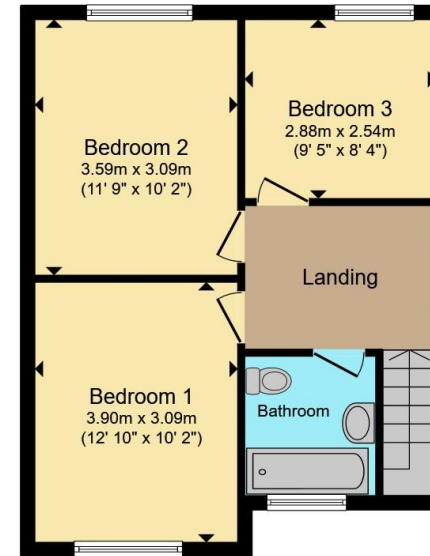 Bedroom 2
3.59m x 3.09m
(11' 9" x 10' 2")
Bedroom 3
2.88m x 2.54m
(9' 5" x 8' 4")
Landing
Bedroom 1
3.90m x 3.09m
(12' 10" x 10' 2")
Bathroom